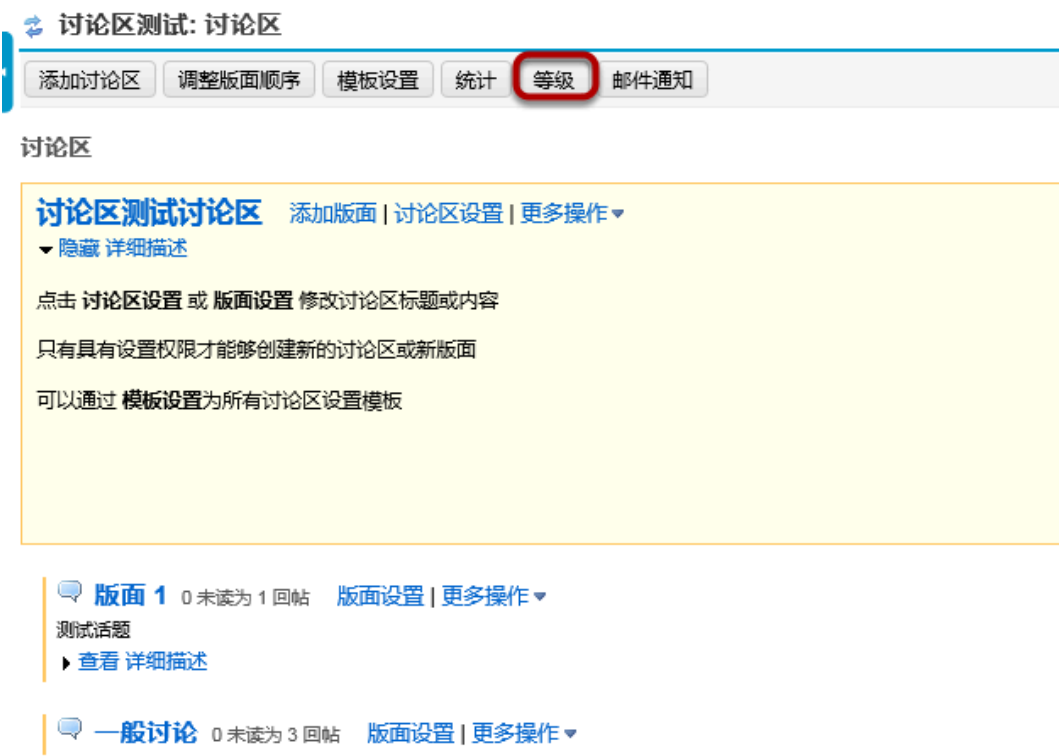 讨论区测试: 讨论区
添加讨论区 调整版面顺序 模板设置 统计 等级 邮件通知
讨论区
讨论区测试讨论区 添加版面 | 讨论区设置 | 更多操作
隐藏 详细描述
点击 讨论区设置 或 版面设置 修改讨论区标题或内容
只有具有设置权限才能够创建新的讨论区或新版面
可以通过 模板设置为所有讨论区设置模板
版面 1 0 未读为 1 回帖 版面设置 | 更多操作
测试话题
查看 详细描述
一般讨论 0 未读为 3 回帖 版面设置 | 更多操作